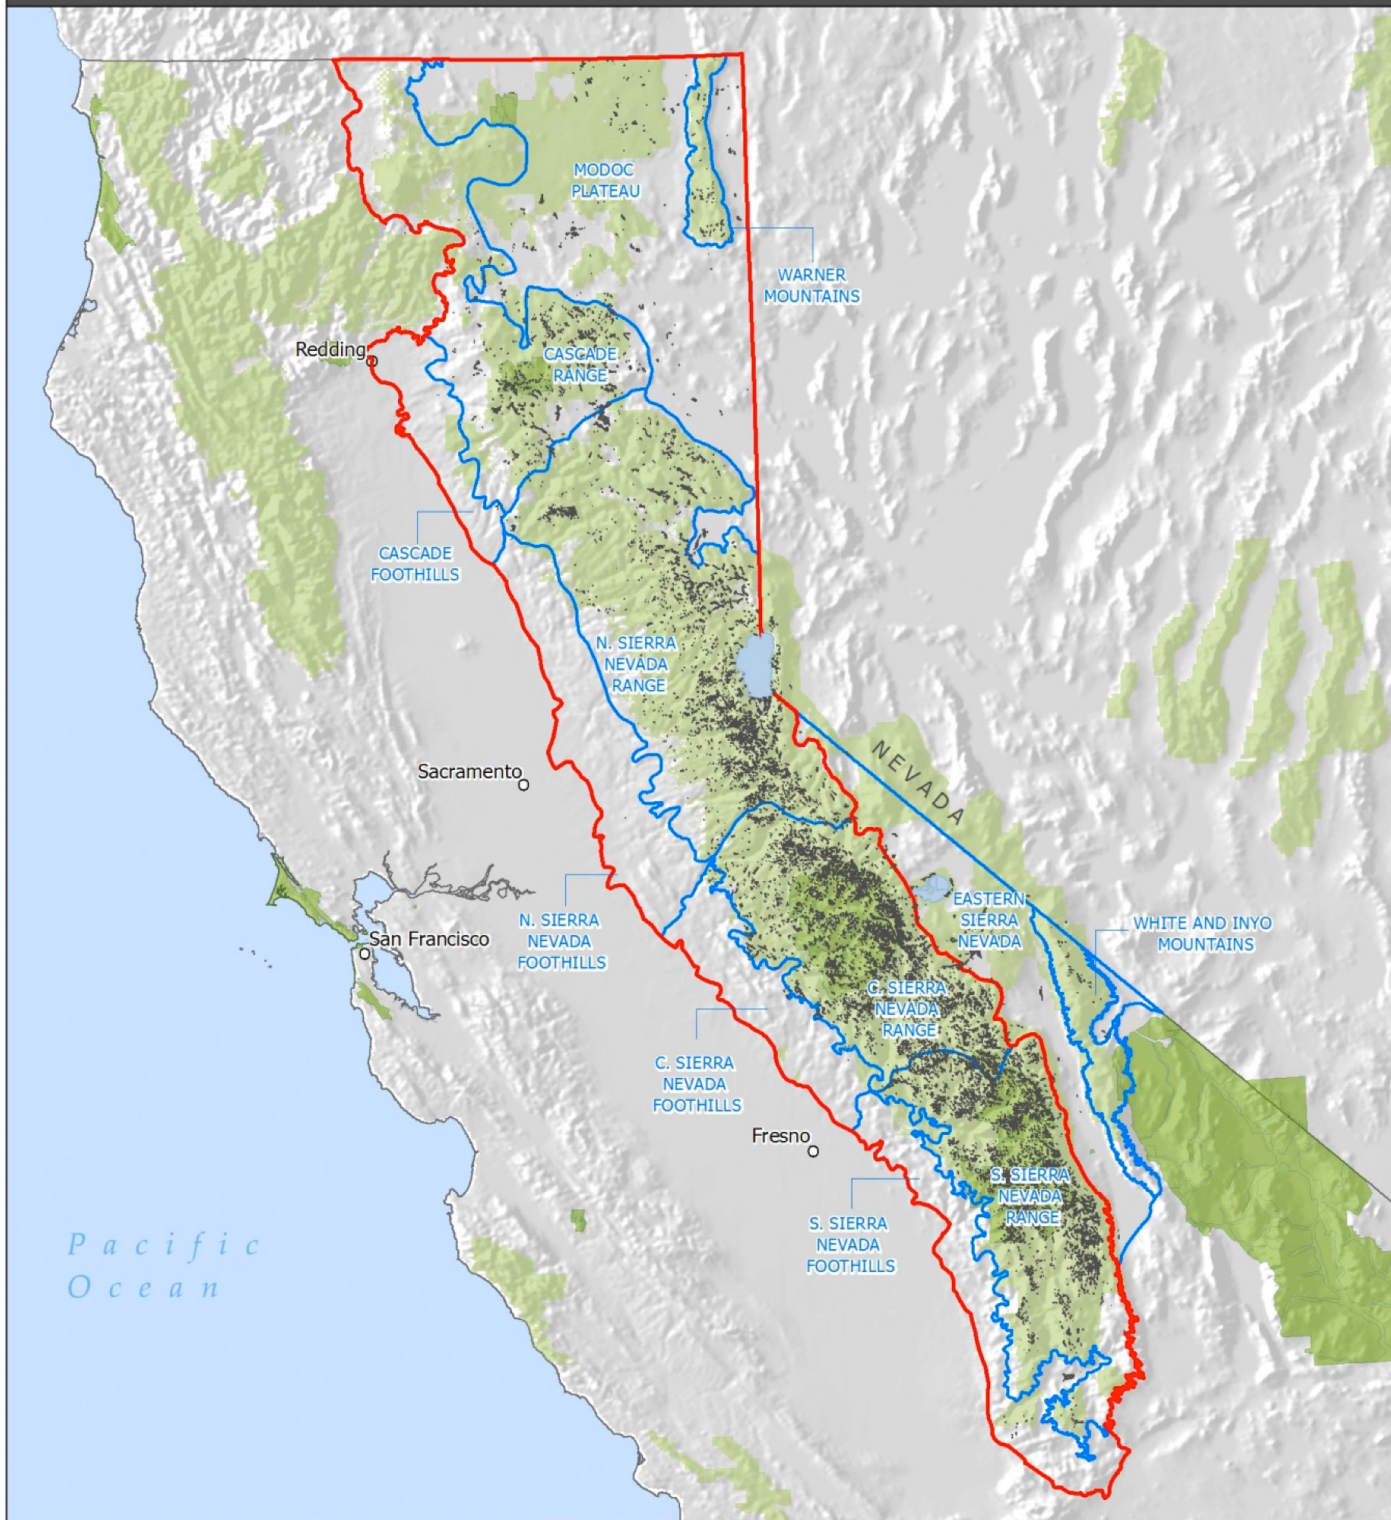 MODOC
PLATEAU
WARNER
MOUNTAINS
Redding
CASCADE
RANGE
CASCADE
FOOTHILLS
N. SIERRA
NEVADA
RANGE
NEVADA
Sacramento
EASTERN
SIERRA
NEVADA
WHITE AND INYO
MOUNTAINS
N. SIERRA
NEVADA
FOOTHILLS
San Francisco
C. SIERRA
NEVADA
RANGE
C. SIERRA
NEVADA
FOOTHILLS
Fresno
S. SIERRA
NEVADA
RANGE
S. SIERRA
NEVADA
FOOTHILLS
Pacific
Ocean